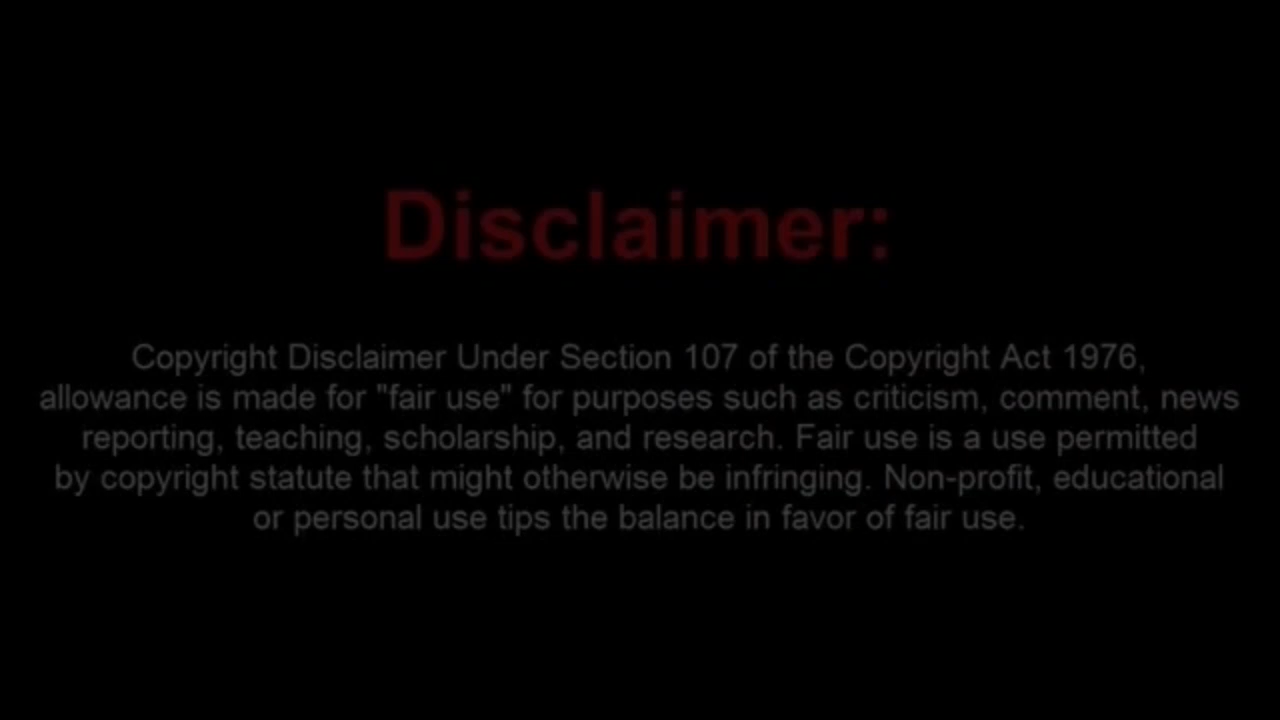 Disclaimer:
Copyright Disclaimer Under Section 107 of the Copyright Act 1976,
allowance is made for "fair use" for purposes such as criticism, comment, news
reporting, teaching, scholarship, and research. Fair use is a use permitted
by copyright statute that might otherwise be infringing. Non-profit, educational
or personal use tips the balance in favor of fair use.